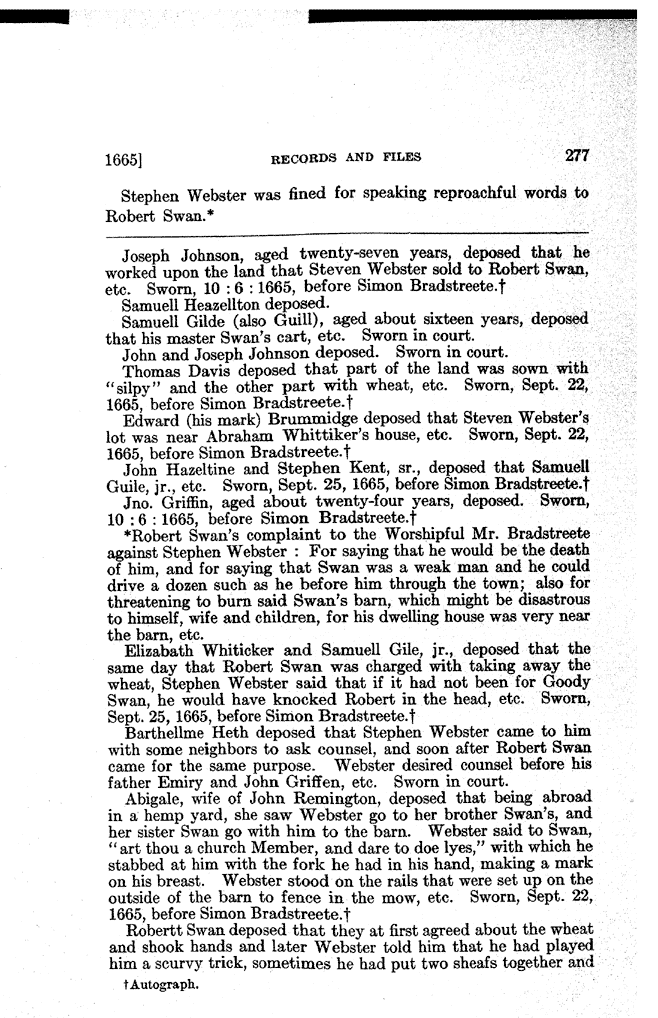 1665] RECORDS AND FILES 277
Stephen Webster was fined for speaking reproachful words to
Robert Swan.*
Joseph Johnson, aged twenty-seven years, deposed that he
worked upon the land that Steven Webster sold to Robert Swan,
etc. Sworn, 10 : 6 : 1665, before Simon Bradstreete.†
Samuell Heazellton deposed.
Samuell Gilde (also Guill), aged about sixteen years, deposed
that his master Swan's cart, etc. Sworn in court.
John and Joseph Johnson deposed. Sworn in court.
Thomas Davis deposed that part of the land was sown with
"silpy" and the other part with wheat, etc. Sworn, Sept. 22,
1665, before Simon Bradstreete.†
Edward (his mark) Brummidge deposed that Steven Webster's
lot was near Abraham Whittiker's house, etc. Sworn, Sept. 22,
1665, before Simon Bradstreete.†
John Hazeltine and Stephen Kent, sr., deposed that Samuell
Guile, jr., etc. Sworn, Sept. 25, 1665, before Simon Bradstreete.†
Jno. Griffin, aged about twenty-four years, deposed. Sworn,
10 : 6 : 1665, before Simon Bradstreete.†
*Robert Swan's complaint to the Worshipful Mr. Bradstreete
against Stephen Webster : For saying that he would be the death
of him, and for saying that Swan was a weak man and he could
drive a dozen such as he before him through the town; also for
threatening to burn said Swan's barn, which might be disastrous
to himself, wife and children, for his dwelling house was very near
the barn, etc.
Elizabath Whiticker and Samuell Gile, jr., deposed that the
same day that Robert Swan was charged with taking away the
wheat, Stephen Webster said that if it had not been for Goody
Swan, he would have knocked Robert in the head, etc. Sworn,
Sept. 25, 1665, before Simon Bradstreete.†
Barthellme Heth deposed that Stephen Webster came to him
with some neighbors to ask counsel, and soon after Robert Swan
came for the same purpose. Webster desired counsel before his
father Emiry and John Griffen, etc. Sworn in court.
Abigale, wife of John Remington, deposed that being abroad
in a hemp yard, she saw Webster go to her brother Swan's, and
her sister Swan go with him to the barn. Webster said to Swan,
"art thou a church Member, and dare to doe lyes," with which he
stabbed at him with the fork he had in his hand, making a mark
on his breast. Webster stood on the rails that were set up on the
outside of the barn to fence in the mow, etc. Sworn, Sept. 22,
1665, before Simon Bradstreete.†
Robertt Swan deposed that they at first agreed about the wheat
and shook hands and later Webster told him that he had played
him a scurvy trick, sometimes he had put two sheafs together and
†Autograph.